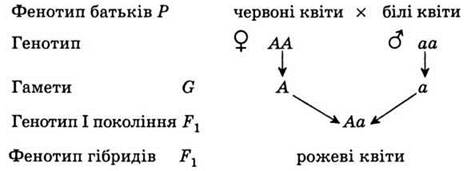 Фенотип батьків P червоні квіти × білі квіти
Генотип ♀ AA ♂ aa
Гамети G A a
Генотип І покоління F₁ Aa
Фенотип гібридів F₁ рожеві квіти